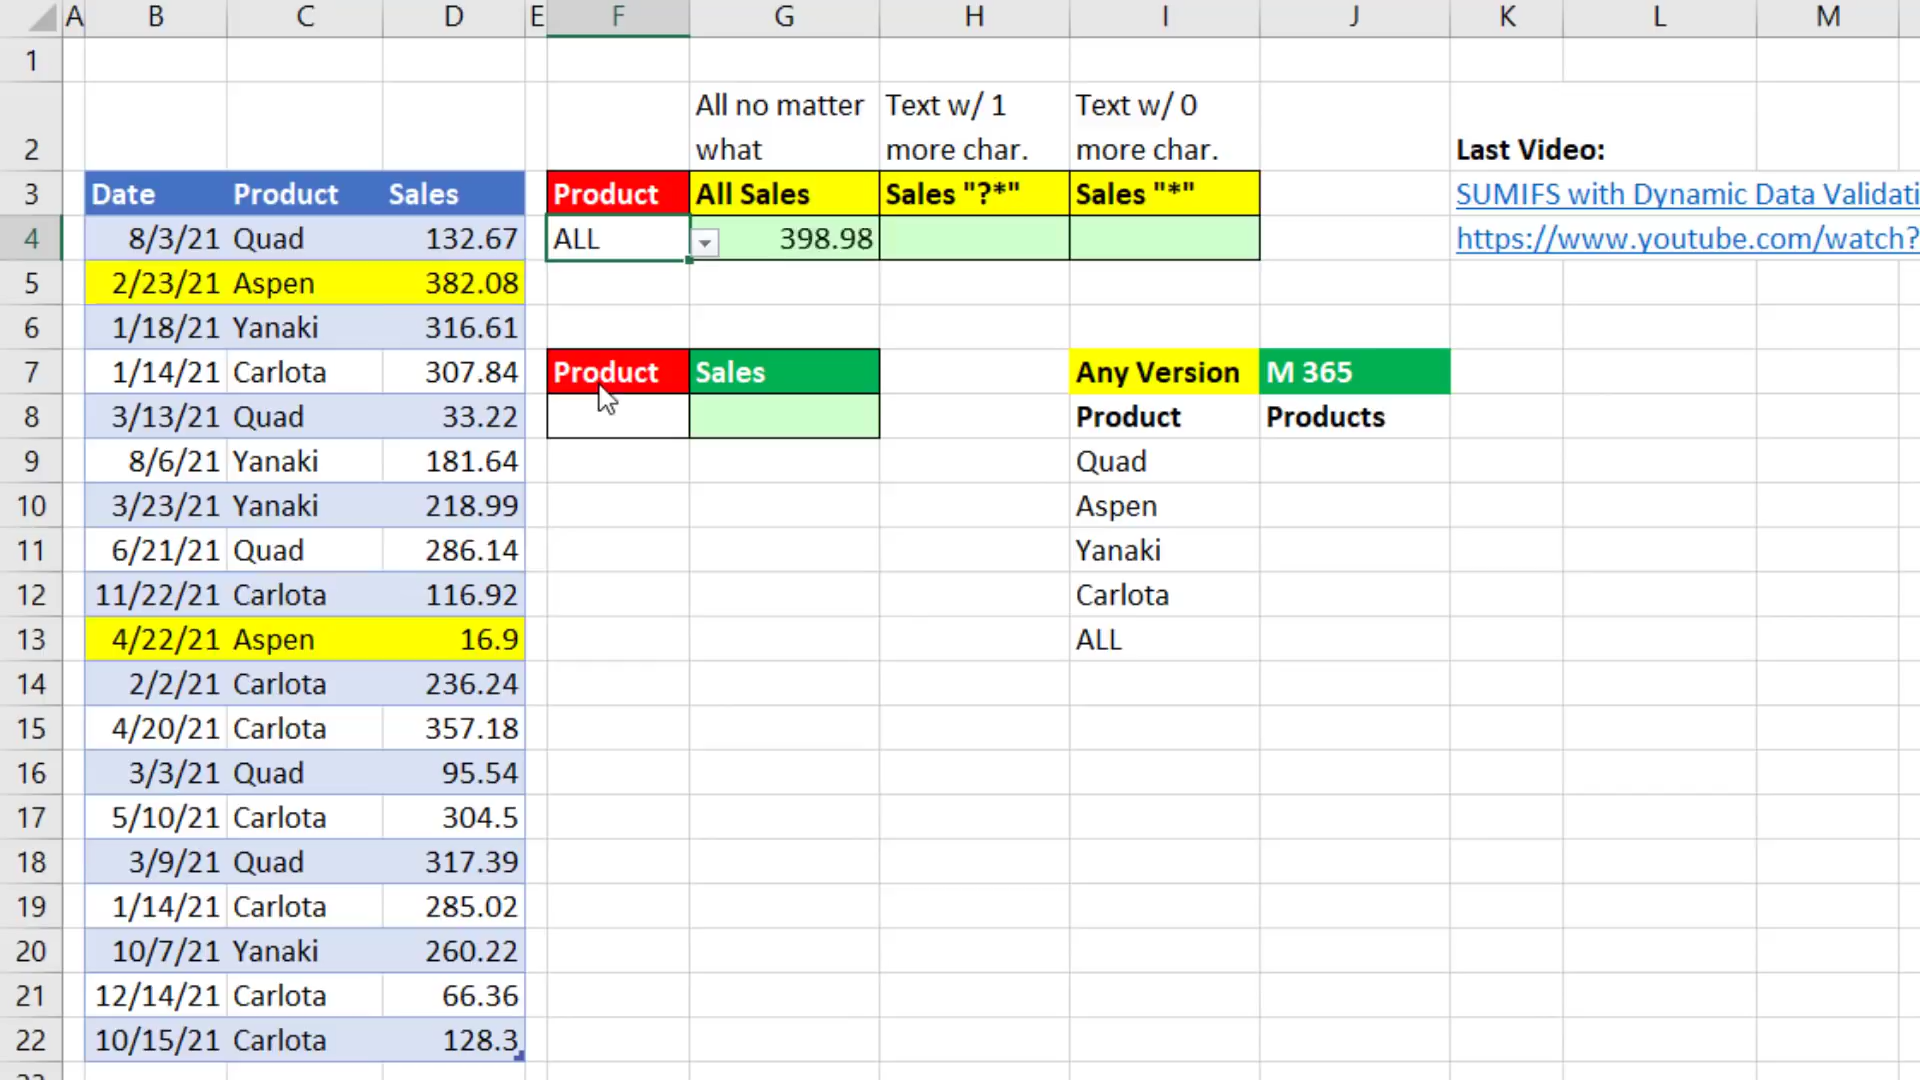 A B C D E F G H I J K L M
1
All no matter Text w/ 1 Text w/ 0
2 what more char. more char. Last Video:
3 Date Product Sales Product All Sales Sales "?*" Sales "*" SUMIFS with Dynamic Data Validati
4 8/3/21 Quad 132.67 ALL 398.98 https://www.youtube.com/watch?
5 2/23/21 Aspen 382.08
6 1/18/21 Yanaki 316.61
7 1/14/21 Carlota 307.84 Product Sales Any Version M 365
8 3/13/21 Quad 33.22 Product Products
9 8/6/21 Yanaki 181.64 Quad
10 3/23/21 Yanaki 218.99 Aspen
11 6/21/21 Quad 286.14 Yanaki
12 11/22/21 Carlota 116.92 Carlota
13 4/22/21 Aspen 16.9 ALL
14 2/2/21 Carlota 236.24
15 4/20/21 Carlota 357.18
16 3/3/21 Quad 95.54
17 5/10/21 Carlota 304.5
18 3/9/21 Quad 317.39
19 1/14/21 Carlota 285.02
20 10/7/21 Yanaki 260.22
21 12/14/21 Carlota 66.36
22 10/15/21 Carlota 128.3